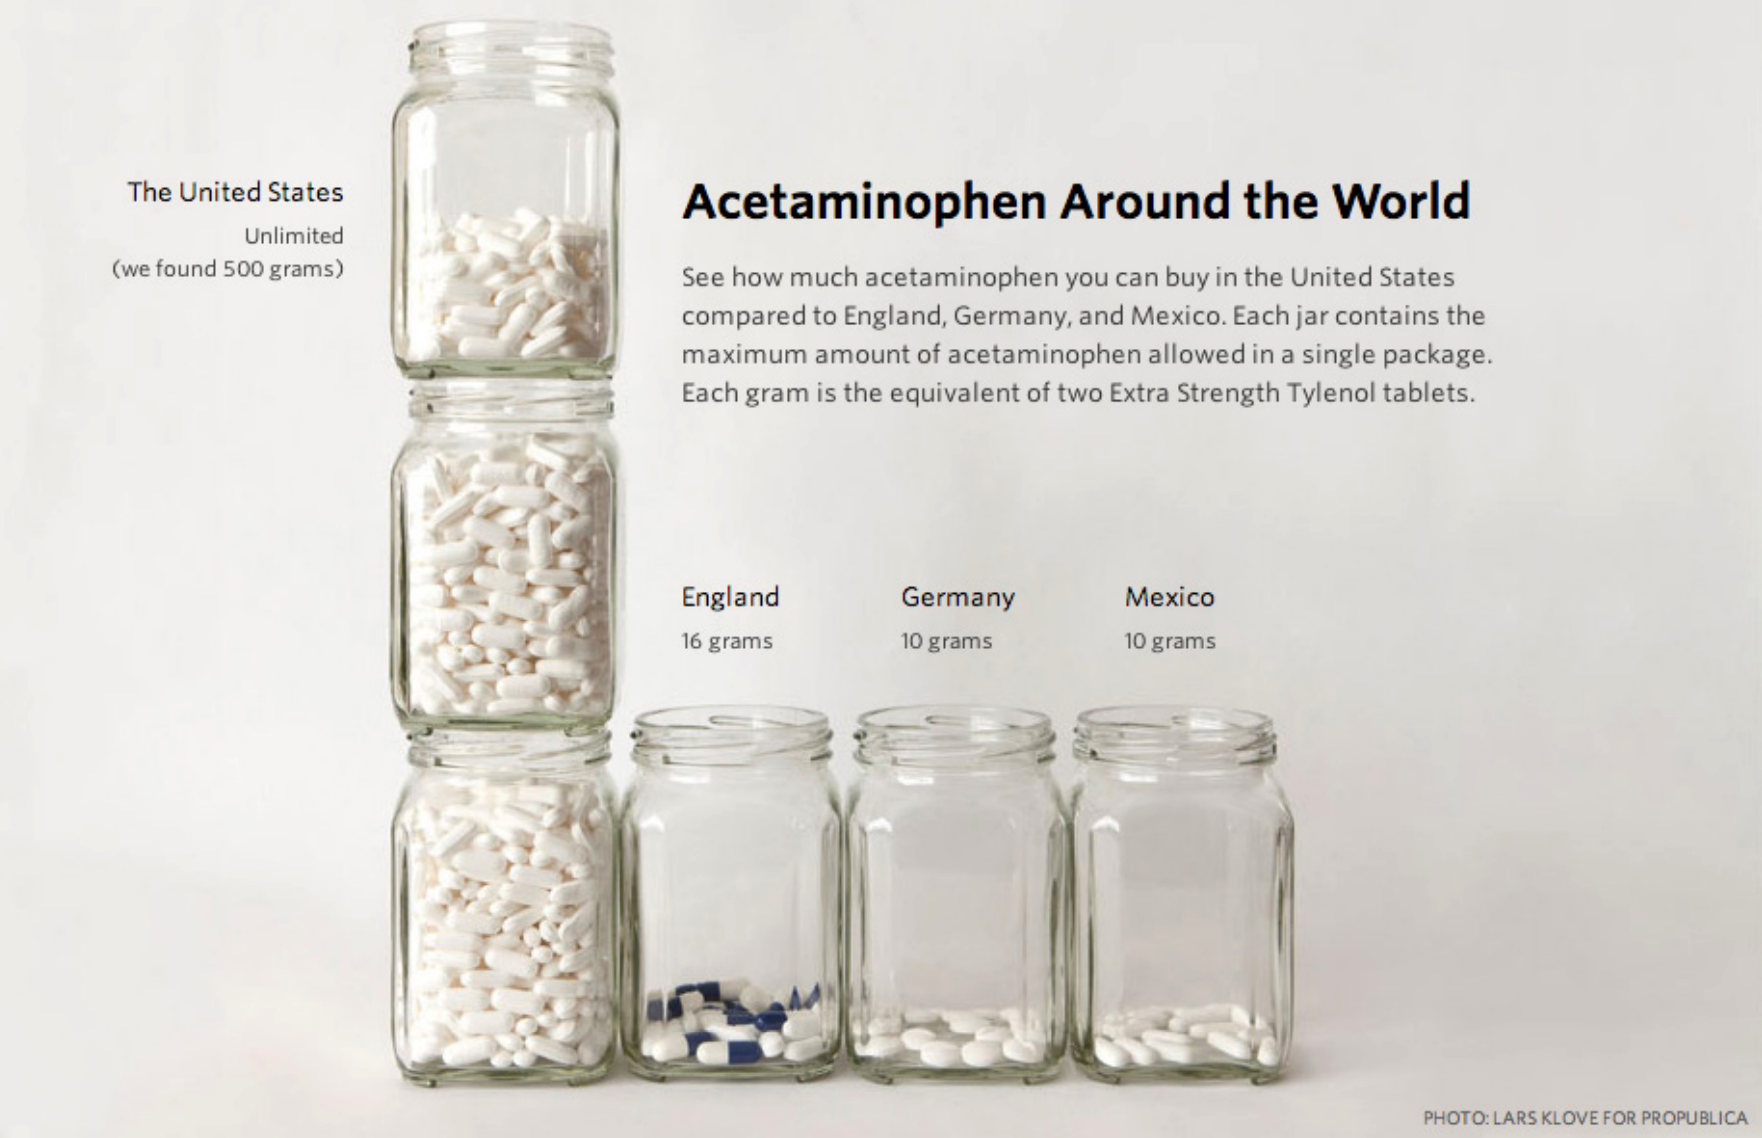 The United States
Unlimited
(we found 500 grams)
Acetaminophen Around the World
See how much acetaminophen you can buy in the United States
compared to England, Germany, and Mexico. Each jar contains the
maximum amount of acetaminophen allowed in a single package.
Each gram is the equivalent of two Extra Strength Tylenol tablets.
England
16 grams
Germany
10 grams
Mexico
10 grams
PHOTO: LARS KLOVE FOR PROPUBLICA